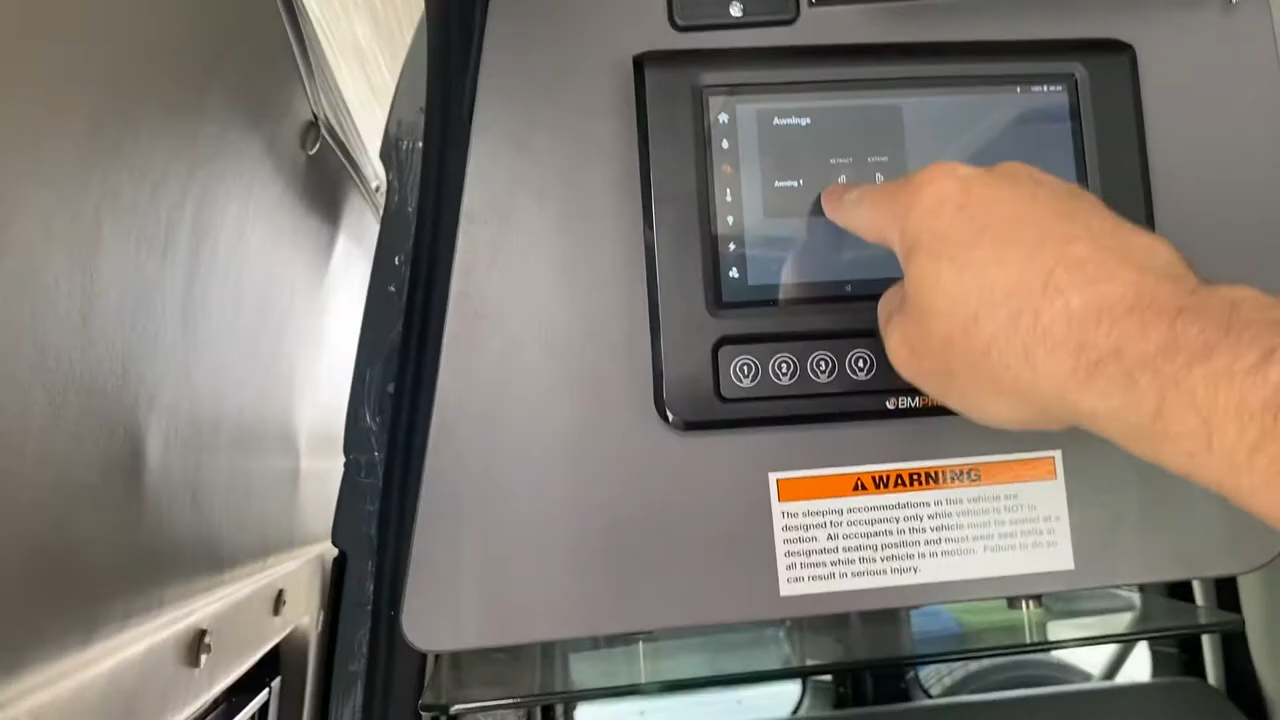 Awnings
RETRACT EXTEND
Awning 1
1 2 3 4
BMPR
WARNING
The sleeping accommodations in this vehicle are
designed for occupancy only while vehicle is NOT in
motion. All occupants in this vehicle must be seated at a
designated seating position and must wear seat belts at
all times while this vehicle is in motion. Failure to do so
can result in serious injury.